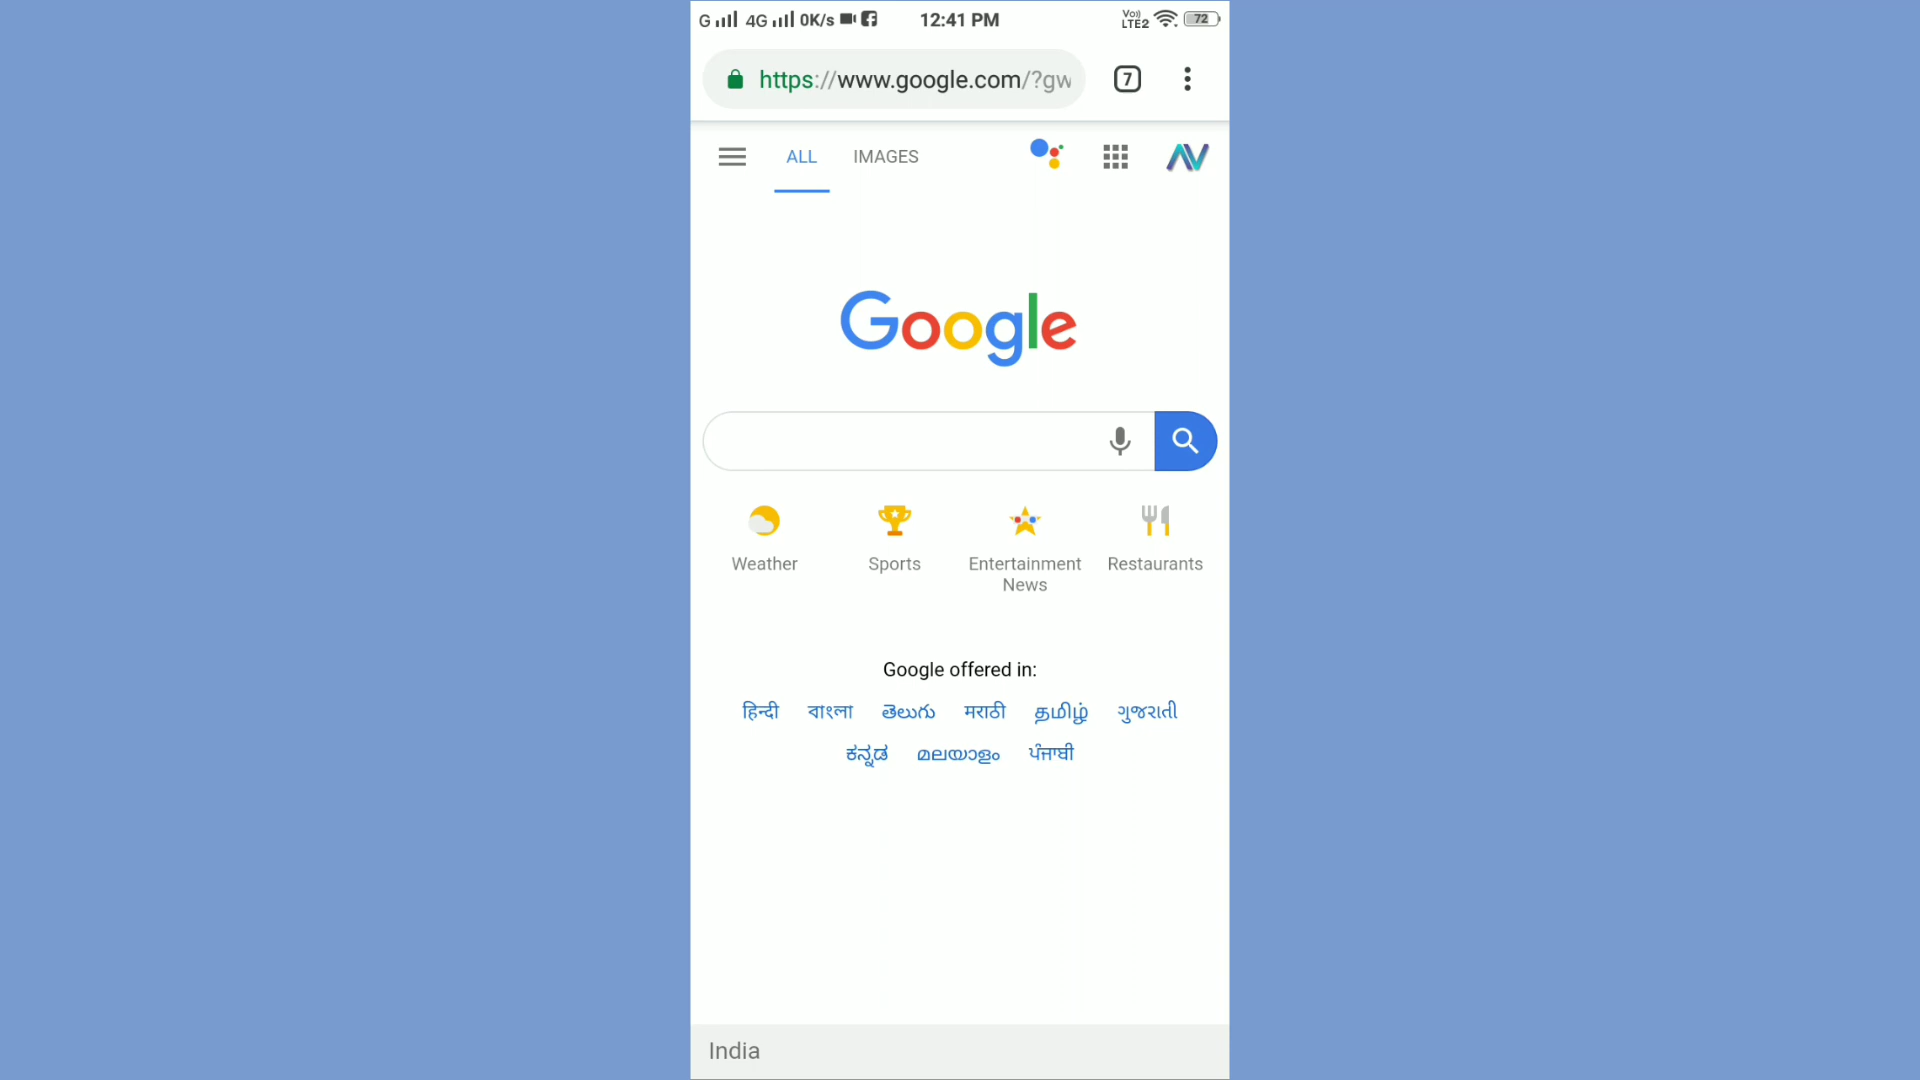 G 4G 0K/s 12:41 PM Vo)) LTE2 72
https://www.google.com/?gw 7
ALL IMAGES
Google
Weather Sports Entertainment News Restaurants
Google offered in:
हिन्दी বাংলা తెలుగు मराठी தமிழ் ગુજરાતી
ಕನ್ನಡ മലയാളം ਪੰਜਾਬੀ
India